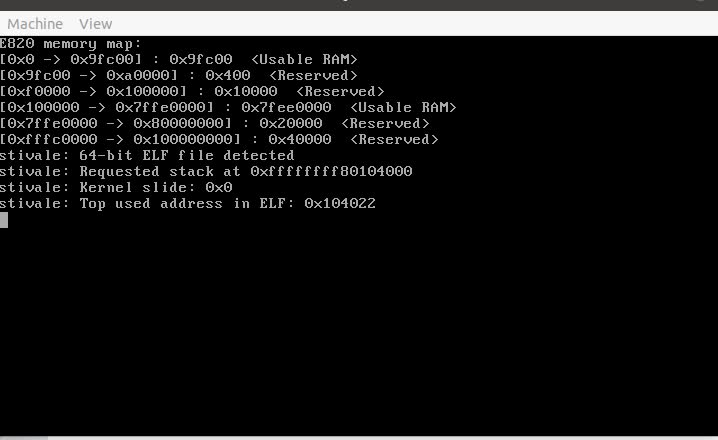 Machine View
E820 memory map:
[0x0 -> 0x9fc00] : 0x9fc00 <Usable RAM>
[0x9fc00 -> 0xa0000] : 0x400 <Reserved>
[0xf0000 -> 0x100000] : 0x10000 <Reserved>
[0x100000 -> 0x7ffe0000] : 0x7fee0000 <Usable RAM>
[0x7ffe0000 -> 0x80000000] : 0x20000 <Reserved>
[0xfffc0000 -> 0x100000000] : 0x40000 <Reserved>
stivale: 64-bit ELF file detected
stivale: Requested stack at 0xffffffff80104000
stivale: Kernel slide: 0x0
stivale: Top used address in ELF: 0x104022